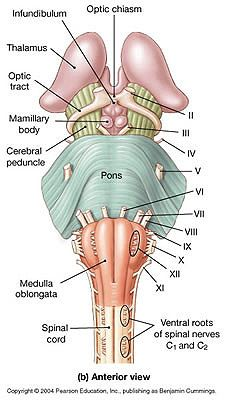 Infundibulum
Optic chiasm
Thalamus
Optic
tract
Mamillary
body
Cerebral
peduncle
II
III
IV
V
Pons
VI
VII
VIII
IX
X
XII
XI
Medulla
oblongata
Spinal
cord
Ventral roots
of spinal nerves
C1 and C2
(b) Anterior view
Copyright © 2004 Pearson Education, Inc., publishing as Benjamin Cummings.